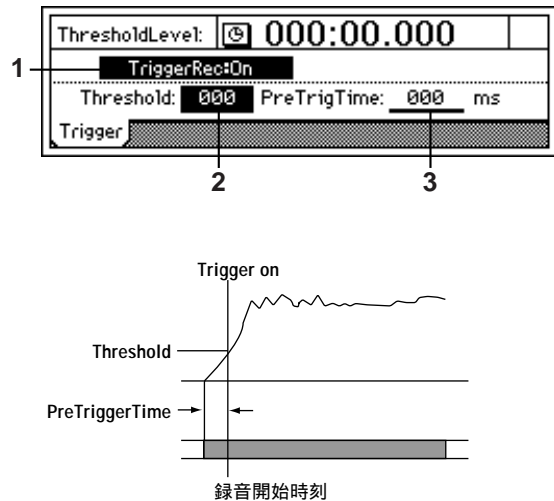 ThresholdLevel: 000:00.000
1
TriggerRec:On
Threshold: 000 PreTrigTime: 000 ms
Trigger
2 3
Trigger on
Threshold
PreTriggerTime
録音開始時刻